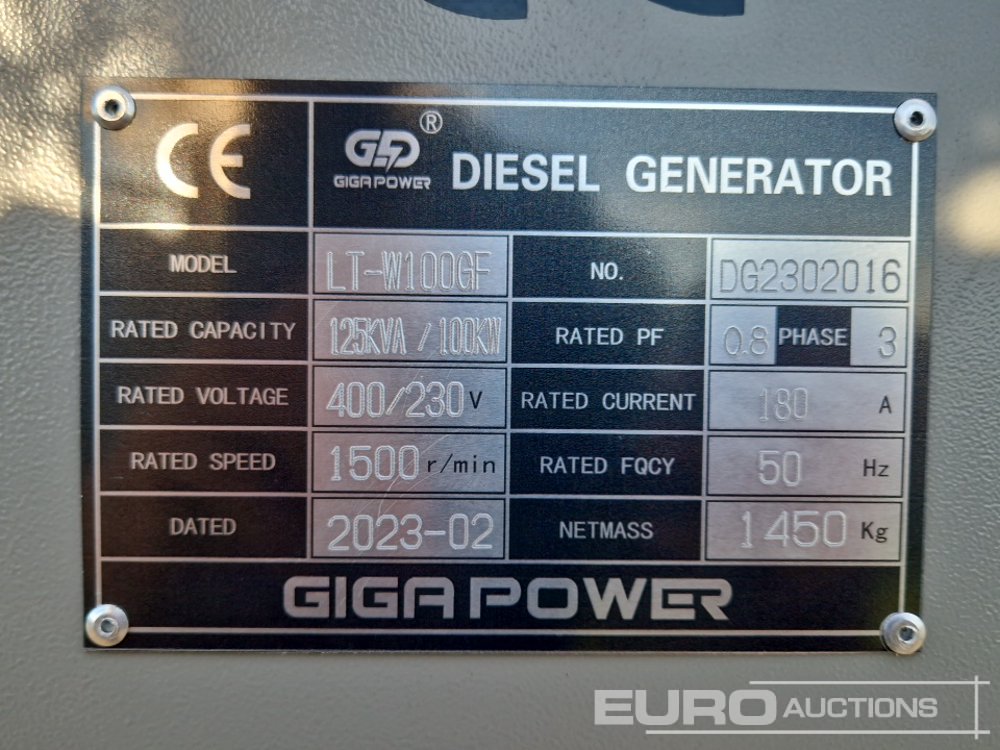 CE GIGA POWER ® DIESEL GENERATOR
MODEL LT-W100GF NO. DG2302016
RATED CAPACITY 125KVA / 100KW RATED PF 0.8 PHASE 3
RATED VOLTAGE 400/230 V RATED CURRENT 180 A
RATED SPEED 1500 r/min RATED FQCY 50 Hz
DATED 2023-02 NETMASS 1450 Kg
GIGA POWER
EURO AUCTIONS